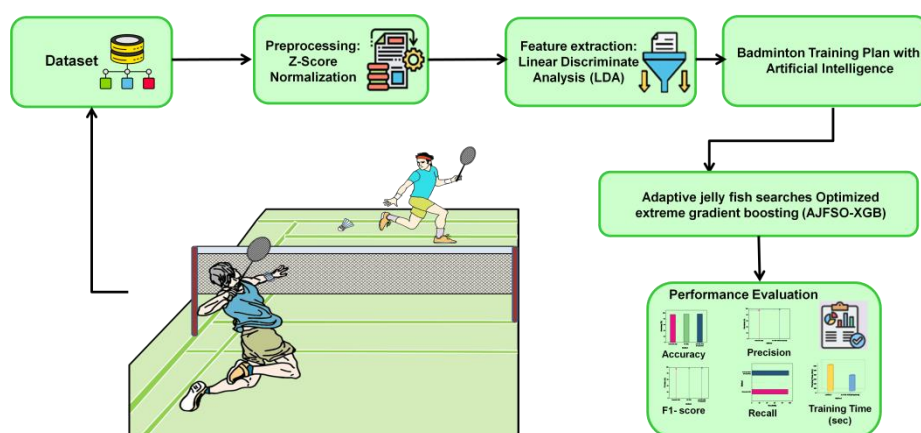 Dataset
Preprocessing:
Z-Score
Normalization
Feature extraction:
Linear Discriminate
Analysis (LDA)
Badminton Training Plan with
Artificial Intelligence
Adaptive jelly fish searches Optimized
extreme gradient boosting (AJFSO-XGB)
Performance Evaluation
Accuracy
Precision
F1- score
Recall
Training Time
(sec)